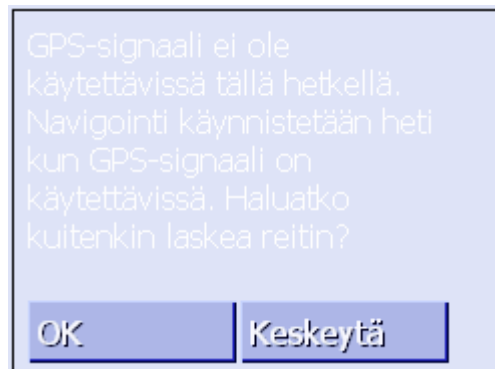 GPS-signaali ei ole
käytettävissä tällä hetkellä.
Navigointi käynnistetään heti
kun GPS-signaali on
käytettävissä. Haluatko
kuitenkin laskea reitin?
OK Keskeytä